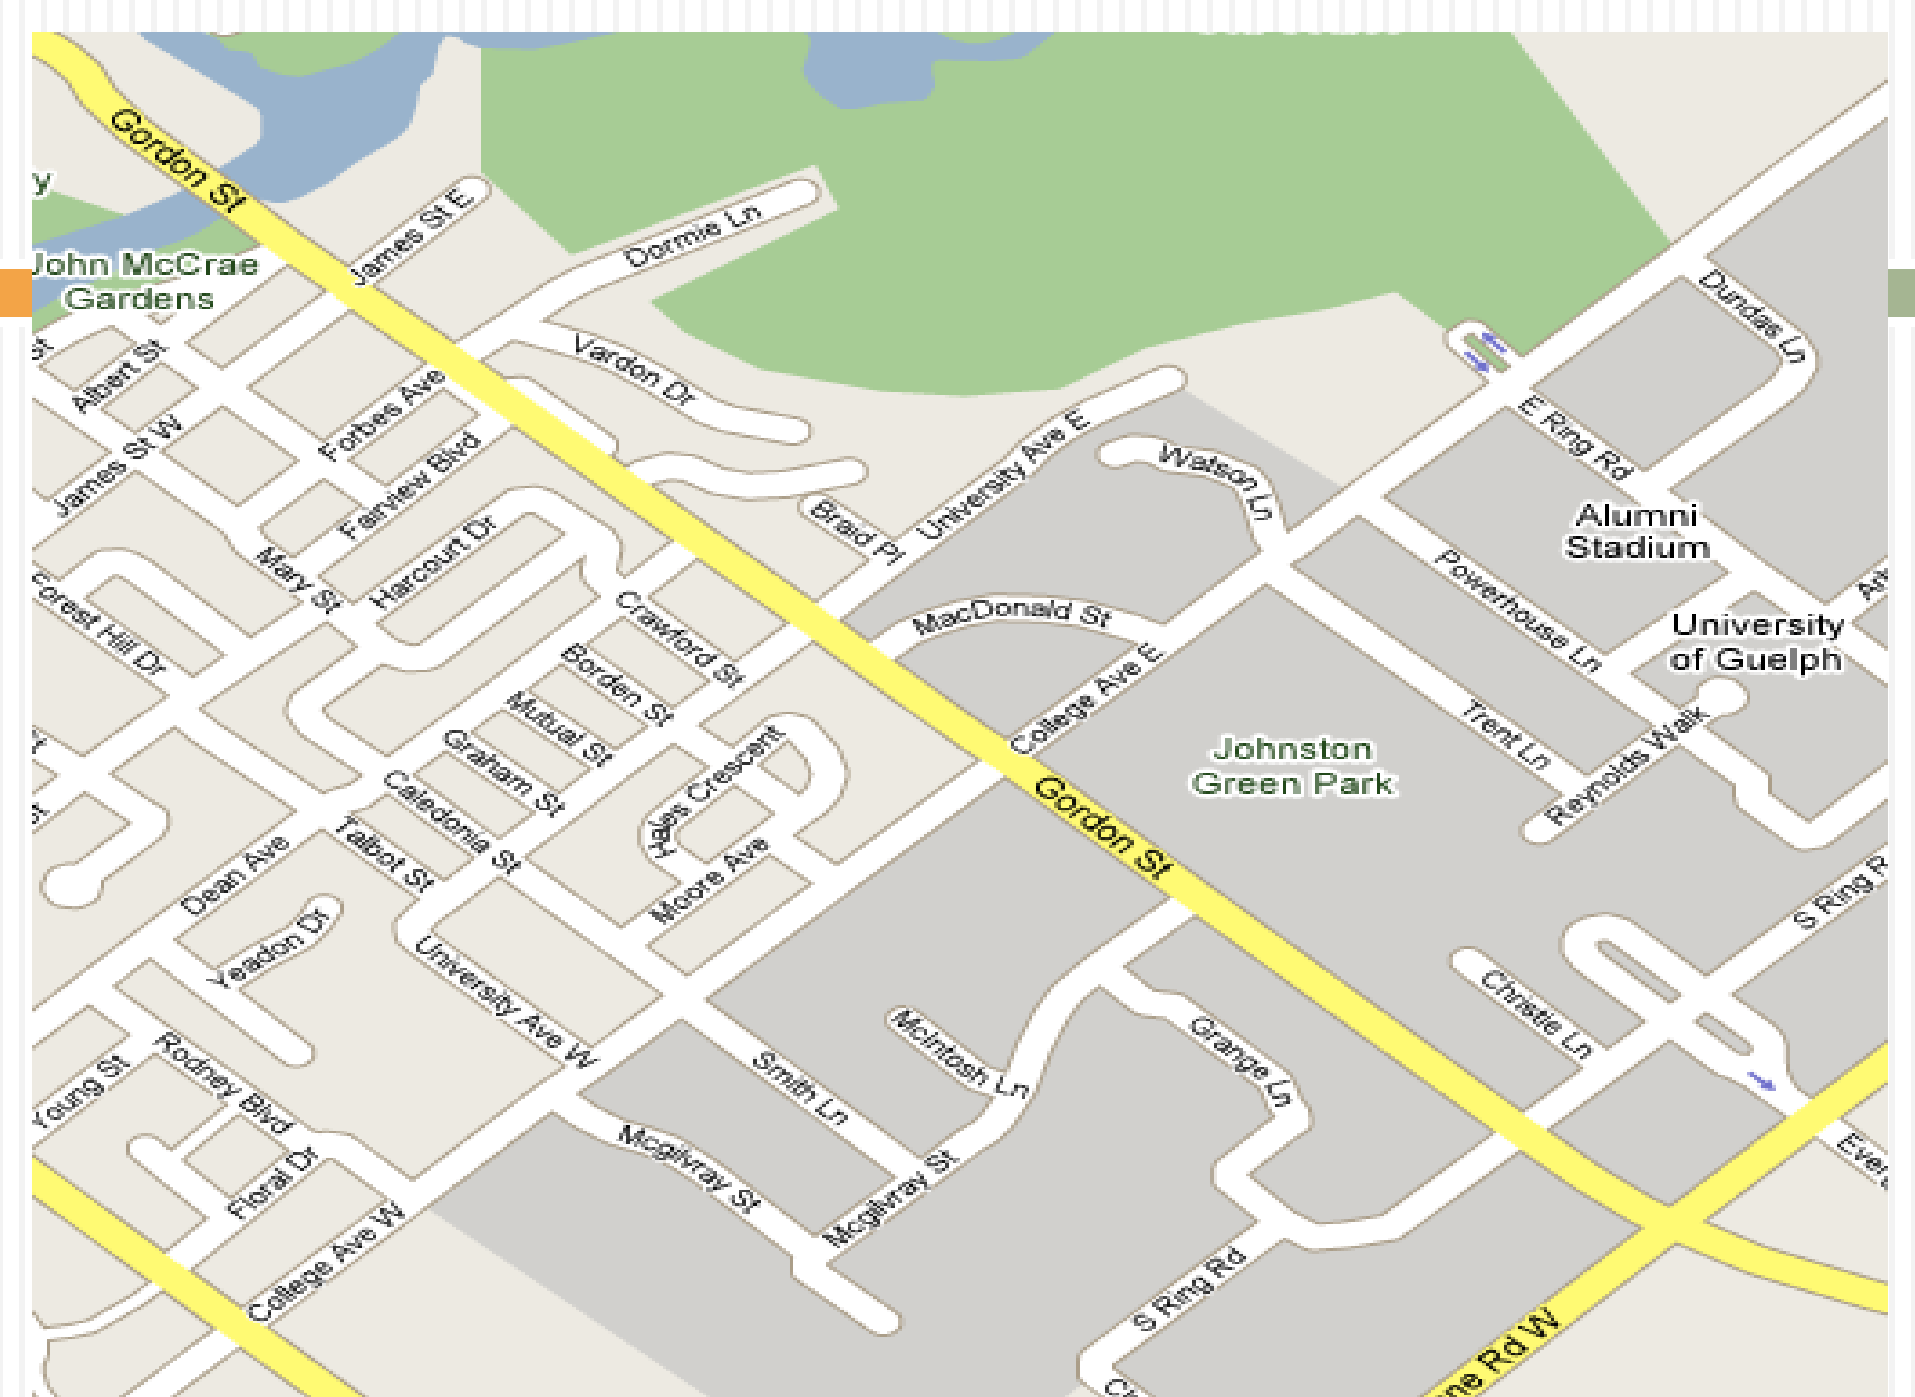 Gordon St
James St E
Dormie Ln
John McCrae
Gardens
Dundas Ln
Vardon Dr
Albert St
Forbes Ave
E Ring Rd
James St W
Fairview Blvd
University Ave E
Watson Ln
Braid Pl
Alumni
Stadium
Harcourt Dr
Mary St
Powerhouse Ln
Forest Hill Dr
Crawford St
MacDonald St
University
of Guelph
Borden St
College Ave E
Mutual St
Trent Ln
Reynolds Walk
Graham St
Hales Crescent
Johnston
Green Park
Caledonia St
Gordon St
Talbot St
Dean Ave
Moore Ave
S Ring R
Yeadon Dr
University Ave W
Christie Ln
McIntosh Ln
Grange Ln
Smith Ln
Rodney Blvd
Young St
Mcgilvray St
Mcgilvray St
Floral Dr
College Ave W
S Ring Rd
ne Rd W